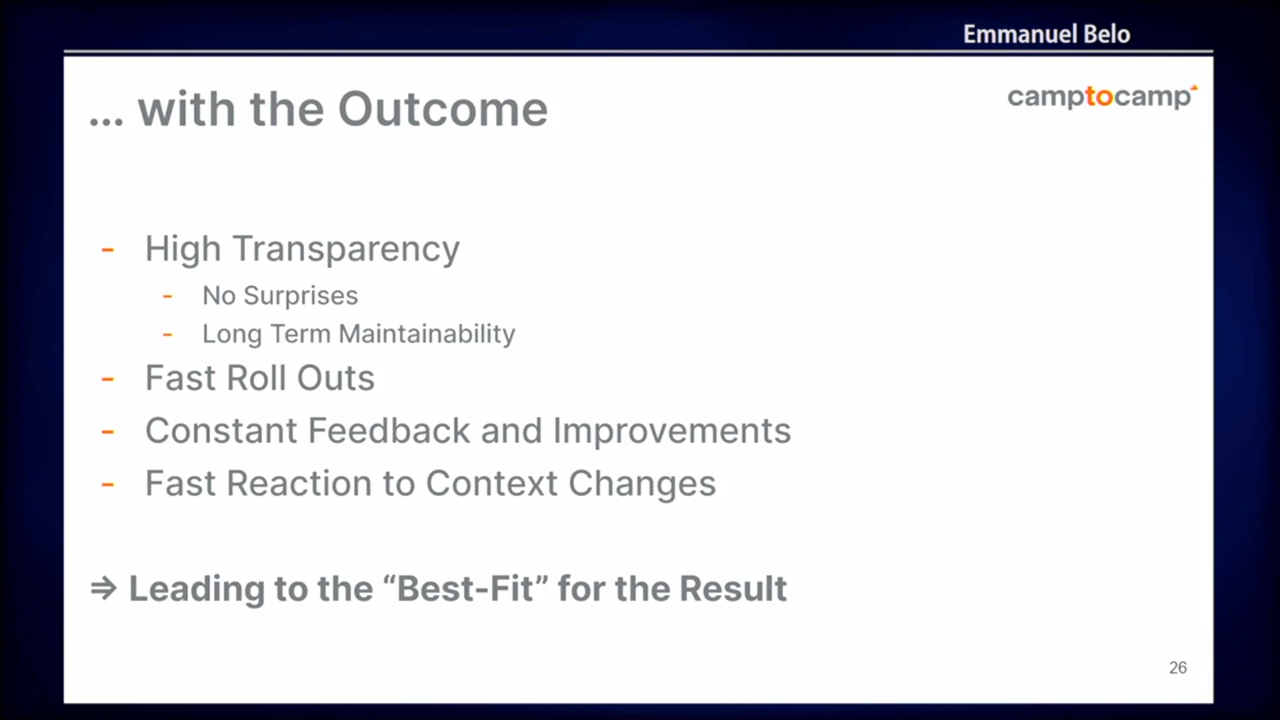 Emmanuel Belo
... with the Outcome
camptocamp
- High Transparency
- No Surprises
- Long Term Maintainability
- Fast Roll Outs
- Constant Feedback and Improvements
- Fast Reaction to Context Changes
⇒ Leading to the “Best-Fit” for the Result
26